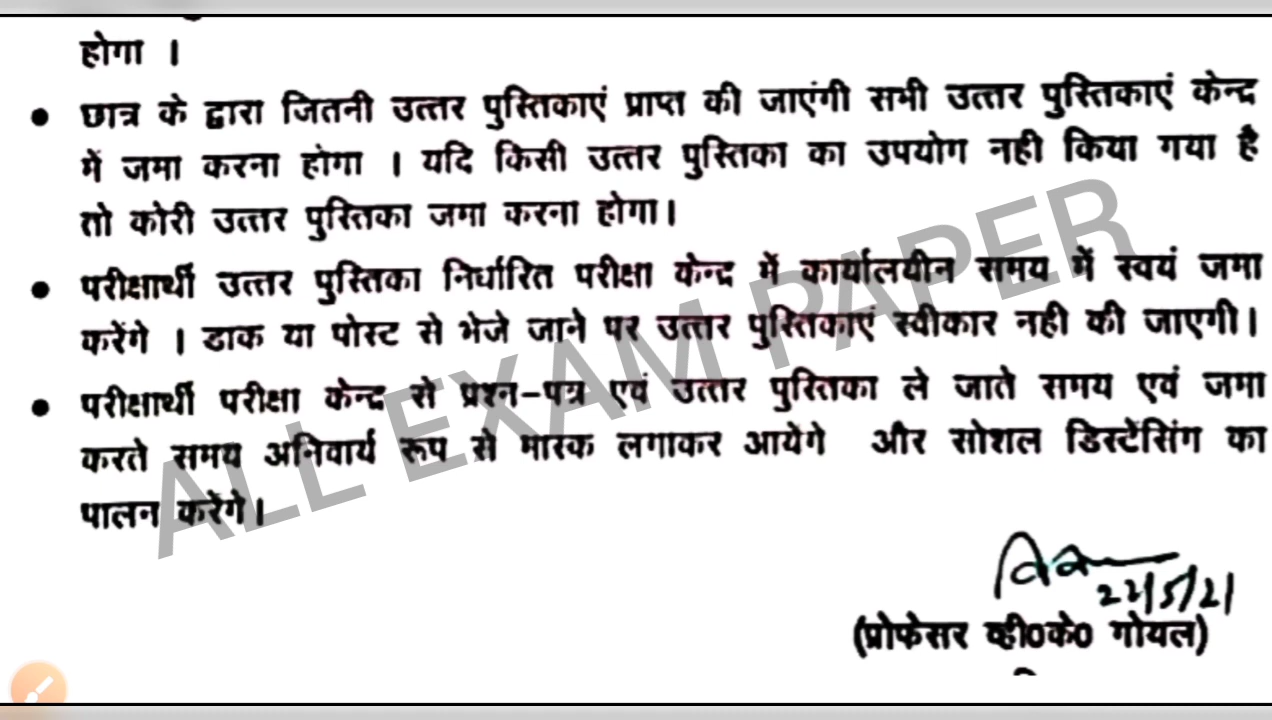 होगा ।
• छात्र के द्वारा जितनी उत्तर पुस्तिकाएं प्राप्त की जाएंगी सभी उत्तर पुस्तिकाएं केन्द्र
में जमा करना होगा । यदि किसी उत्तर पुस्तिका का उपयोग नही किया गया है
तो कोरी उत्तर पुस्तिका जमा करना होगा।
• परीक्षार्थी उत्तर पुस्तिका निर्धारित परीक्षा केन्द्र में कार्यालयीन समय में स्वयं जमा
करेंगे । डाक या पोस्ट से भेजे जाने पर उत्तर पुस्तिकाएं स्वीकार नही की जाएगी।
• परीक्षार्थी परीक्षा केन्द्र से प्रश्न-पत्र एवं उत्तर पुस्तिका ले जाते समय एवं जमा
करते समय अनिवार्य रूप से मास्क लगाकर आयेगे और सोशल डिस्टेंसिंग का
पालन करेंगे।
ALL EXAM PAPER
22/5/21
(प्रोफेसर व्ही0के0 गोयल)